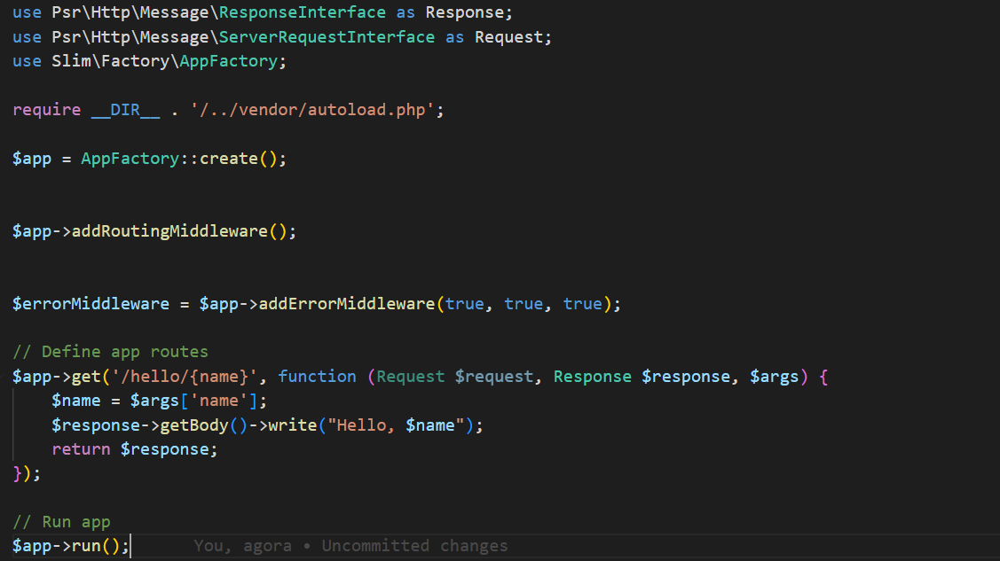 use Psr\Http\Message\ResponseInterface as Response;
use Psr\Http\Message\ServerRequestInterface as Request;
use Slim\Factory\AppFactory;
require __DIR__ . '/../vendor/autoload.php';
$app = AppFactory::create();
$app->addRoutingMiddleware();
$errorMiddleware = $app->addErrorMiddleware(true, true, true);
// Define app routes
$app->get('/hello/{name}', function (Request $request, Response $response, $args) {
    $name = $args['name'];
    $response->getBody()->write("Hello, $name");
    return $response;
});
// Run app
$app->run();     You, agora • Uncommitted changes